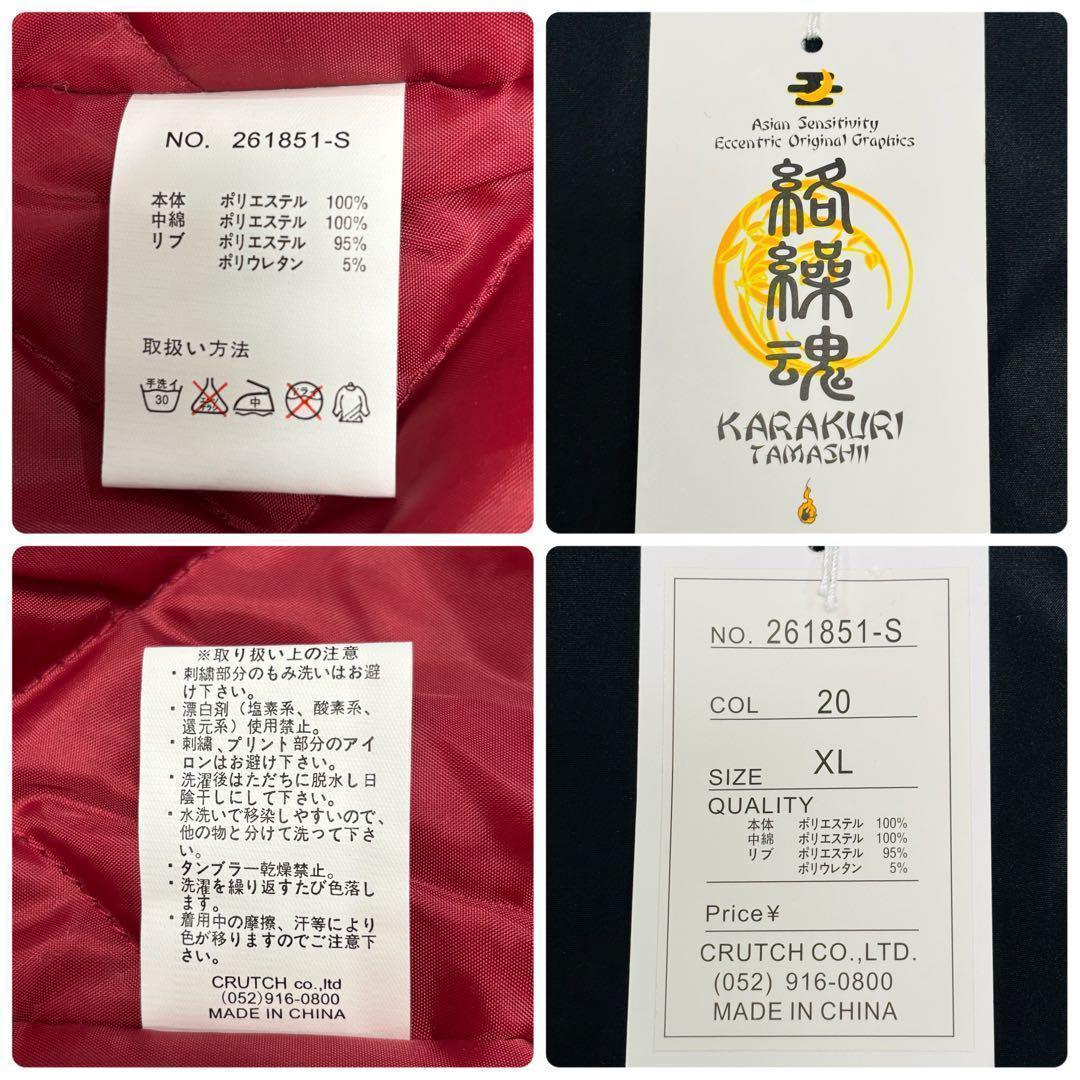 NO. 261851-S
本体 ポリエステル 100%
中綿 ポリエステル 100%
リブ ポリエステル 95%
ポリウレタン 5%
取扱い方法
手洗イ
30
エンソ
サラシ
中
ドライ
Asian Sensitivity
Eccentric Original Graphics
絡
繰
魂
KARAKURI
TAMASHII
※取り扱い上の注意
・刺繍部分のもみ洗いはお避
け下さい。
・漂白剤（塩素系、酸素系、
還元系）使用禁止。
・刺繍、プリント部分のアイ
ロンはお避け下さい。
・洗濯後はただちに脱水し日
陰干しにして下さい。
・水洗いで移染しやすいので、
他の物と分けて洗って下さ
い。
・タンブラー乾燥禁止。
・洗濯を繰り返すたび色落し
ます。
・着用中の摩擦、汗等により
色が移りますのでご注意下
さい。
CRUTCH co.,ltd
(052)916-0800
MADE IN CHINA
NO. 261851-S
COL 20
SIZE XL
QUALITY
本体 ポリエステル 100%
中綿 ポリエステル 100%
リブ ポリエステル 95%
ポリウレタン 5%
Price¥
CRUTCH CO.,LTD.
(052) 916-0800
MADE IN CHINA